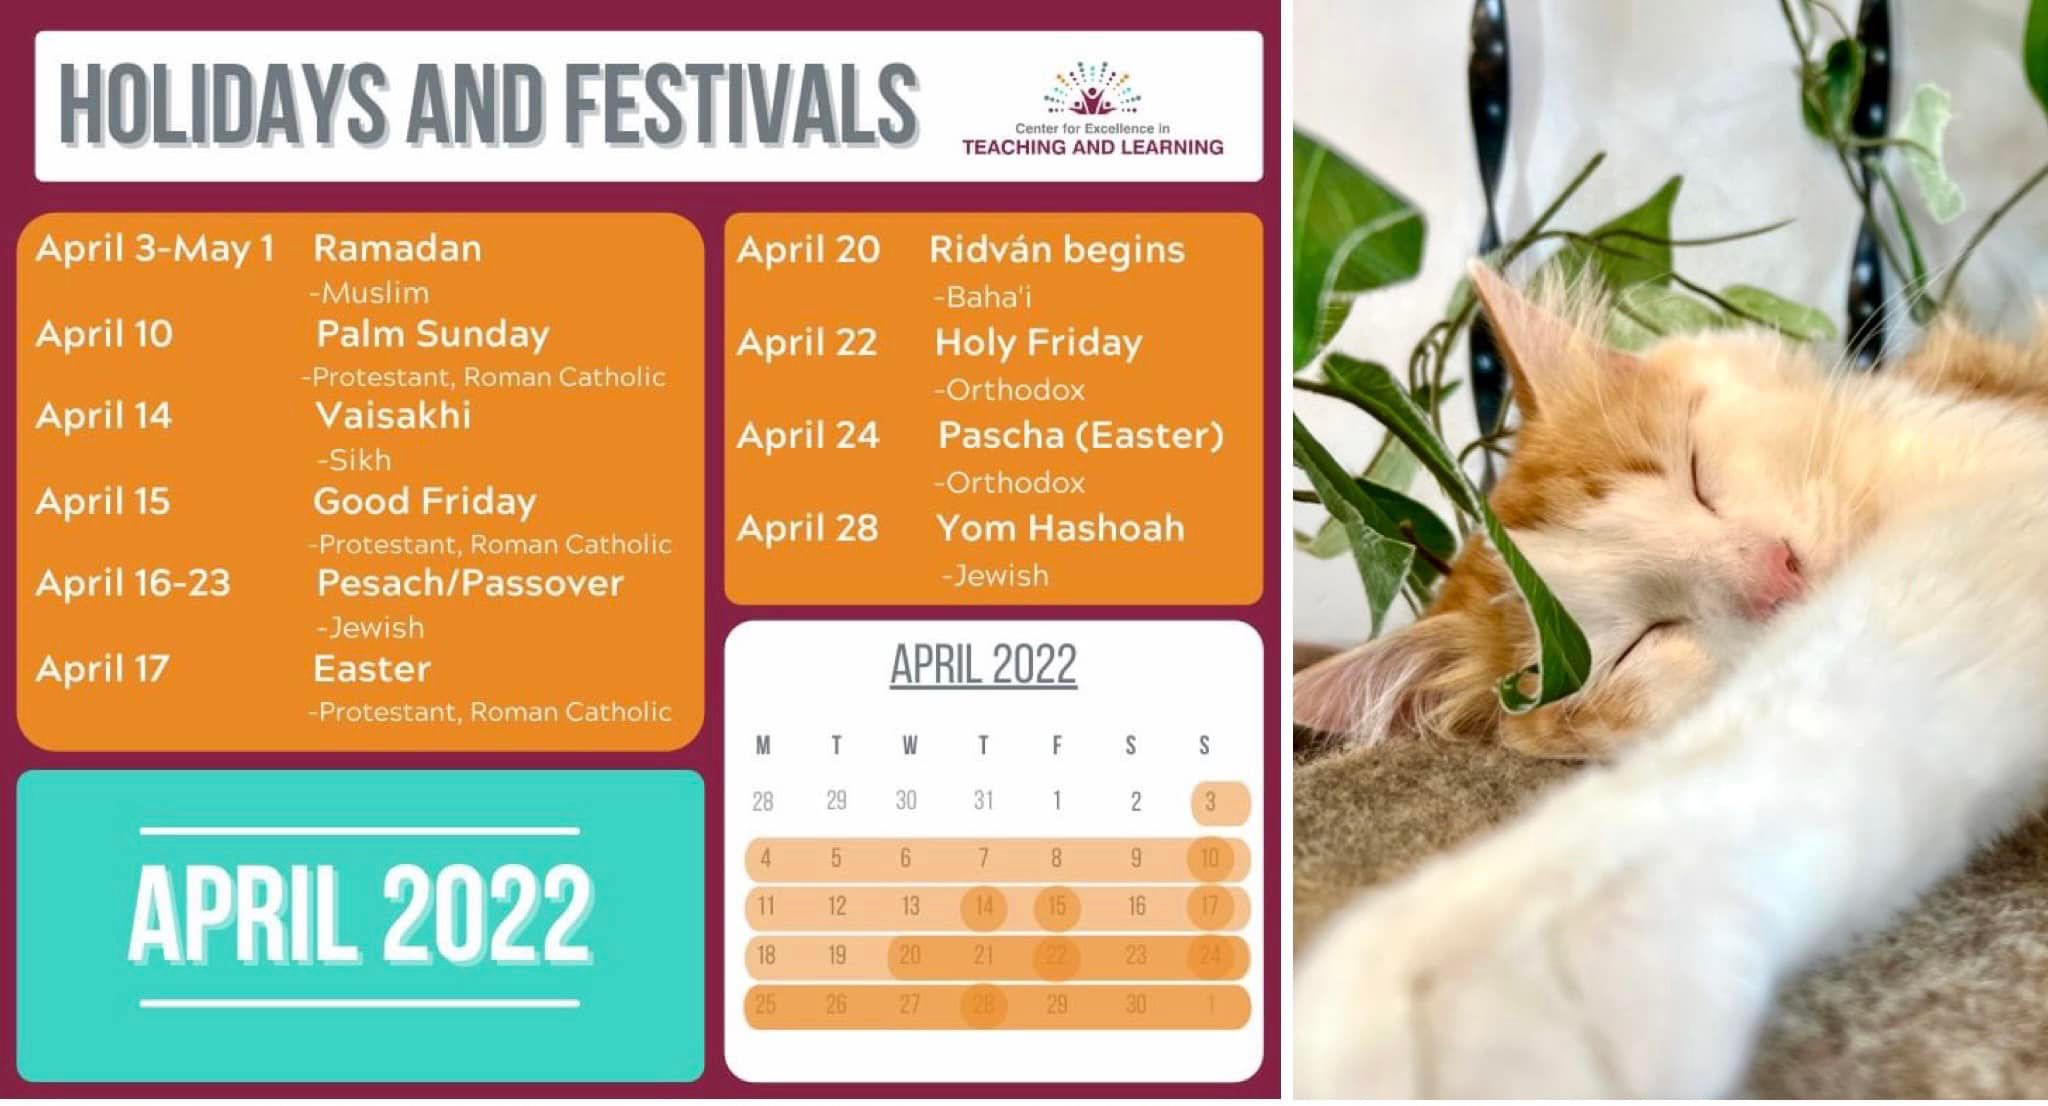 HOLIDAYS AND FESTIVALS
Center for Excellence in
TEACHING AND LEARNING
April 3-May 1 Ramadan
-Muslim
April 10 Palm Sunday
-Protestant, Roman Catholic
April 14 Vaisakhi
-Sikh
April 15 Good Friday
-Protestant, Roman Catholic
April 16-23 Pesach/Passover
-Jewish
April 17 Easter
-Protestant, Roman Catholic
April 20 Ridván begins
-Baha'i
April 22 Holy Friday
-Orthodox
April 24 Pascha (Easter)
-Orthodox
April 28 Yom Hashoah
-Jewish
APRIL 2022
APRIL 2022
M T W T F S S
28 29 30 31 1 2 3
4 5 6 7 8 9 10
11 12 13 14 15 16 17
18 19 20 21 22 23 24
25 26 27 28 29 30 1